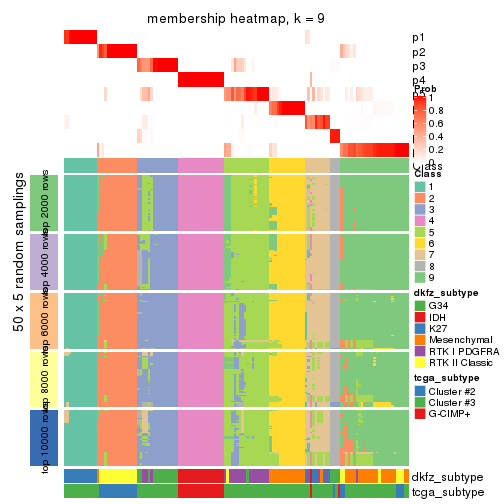 membership heatmap, k = 9
p1
p2
p3
p4
Prob
1
0.8
0.6
0.4
0.2
0
Class
Class
1
2
3
4
5
6
7
8
9
50 x 5 random samplings
top 2000 rows
top 4000 rows
top 6000 rows
top 8000 rows
top 10000 rows
dkfz_subtype
G34
IDH
K27
Mesenchymal
RTK I PDGFRA
RTK II Classic
tcga_subtype
Cluster #2
Cluster #3
G-CIMP+
dkfz_subtype
tcga_subtype